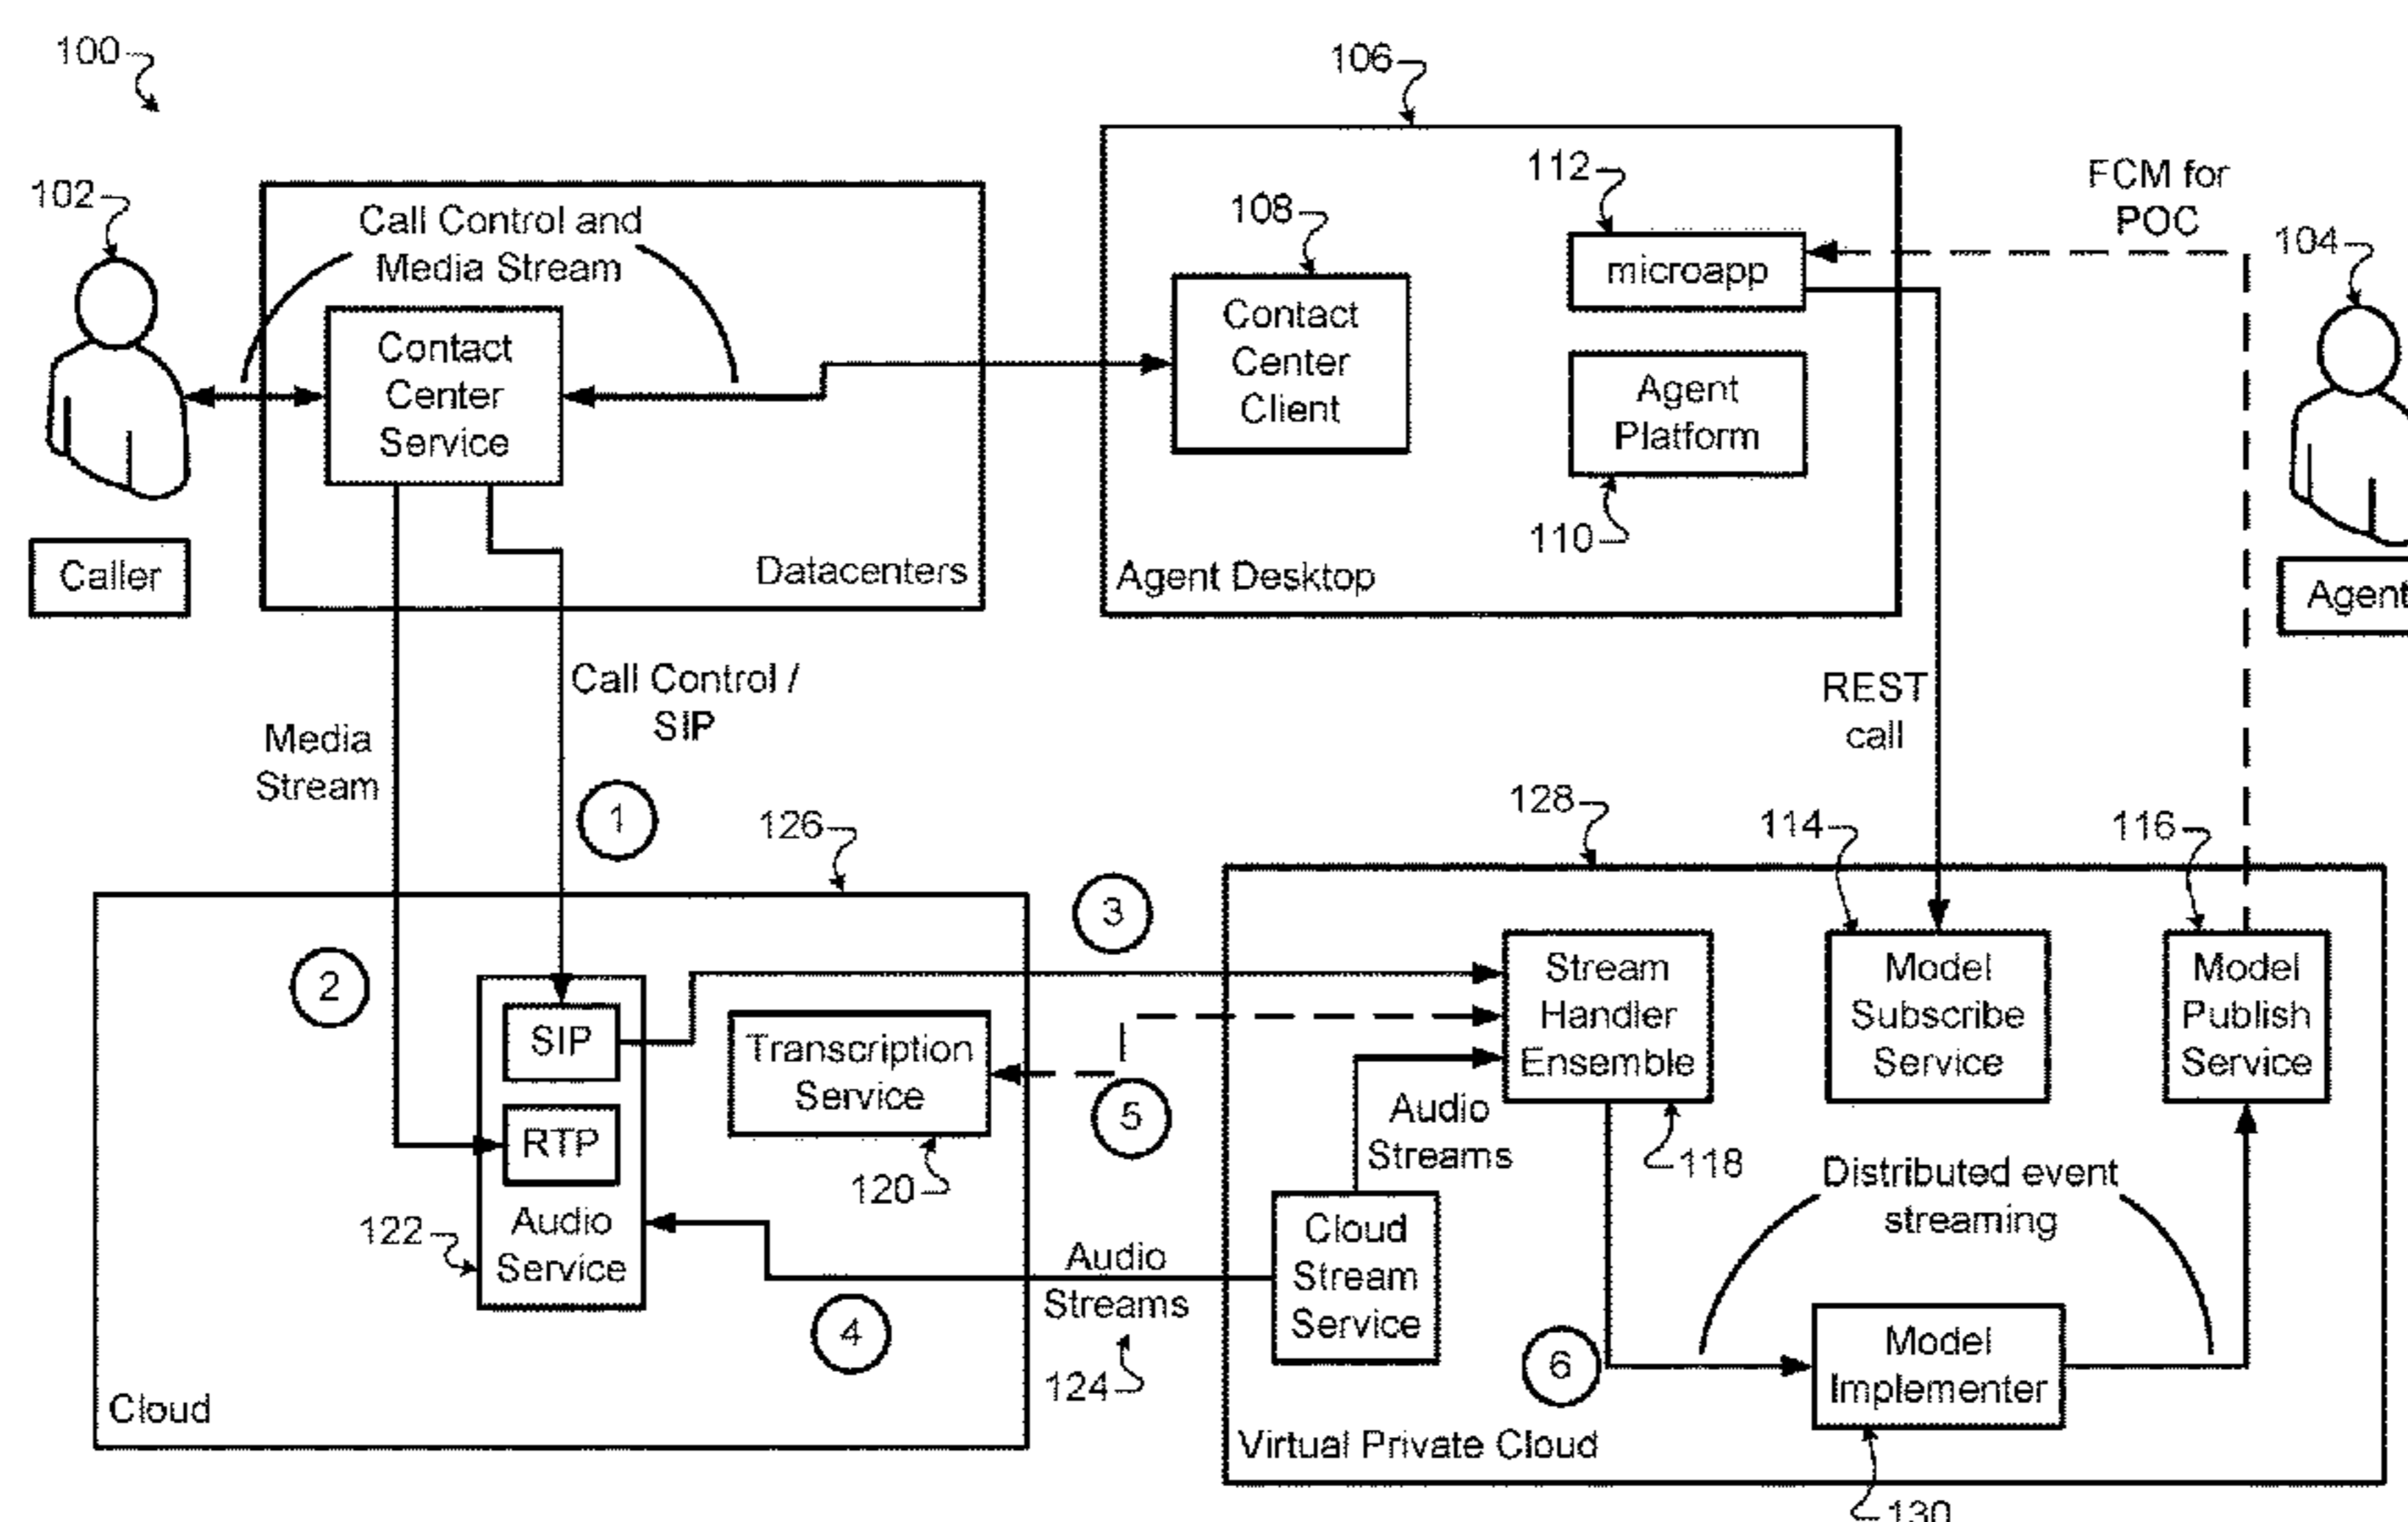 100
106
102
Call Control and
Media Stream
108
112
FCM for
POC
104
Contact
Center
Service
Contact
Center
Client
microapp
Agent
Platform
110
Caller
Datacenters
Agent Desktop
Agent
Call Control /
SIP
Media
Stream
REST
call
1
126
128
114
116
2
3
SIP
RTP
Audio
Service
122
Transcription
Service
120
5
Stream
Handler
Ensemble
118
Model
Subscribe
Service
Model
Publish
Service
Audio
Streams
Distributed event
streaming
Cloud
Stream
Service
Audio
Streams
124
4
6
Model
Implementer
130
Cloud
Virtual Private Cloud